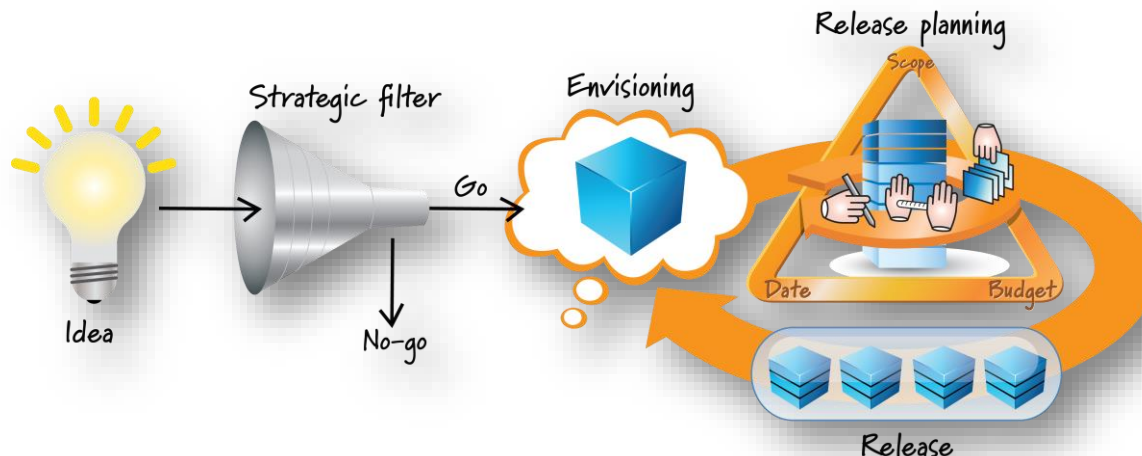 Idea
Strategic filter
Go
No-go
Envisioning
Release planning
Scope
Date
Budget
Release